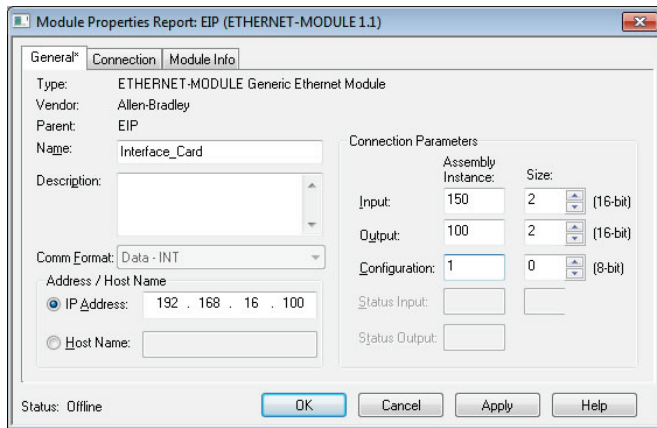 Module Properties Report: EIP (ETHERNET-MODULE 1.1)
General* Connection Module Info
Type: ETHERNET-MODULE Generic Ethernet Module
Vendor: Allen-Bradley
Parent: EIP
Name: Interface_Card
Description:
Comm Format: Data - INT
Address / Host Name
IP Address: 192 . 168 . 16 . 100
Host Name:
Connection Parameters
Assembly
Instance: Size:
Input: 150 2 (16-bit)
Output: 100 2 (16-bit)
Configuration: 1 0 (8-bit)
Status Input:
Status Output:
Status: Offline OK Cancel Apply Help